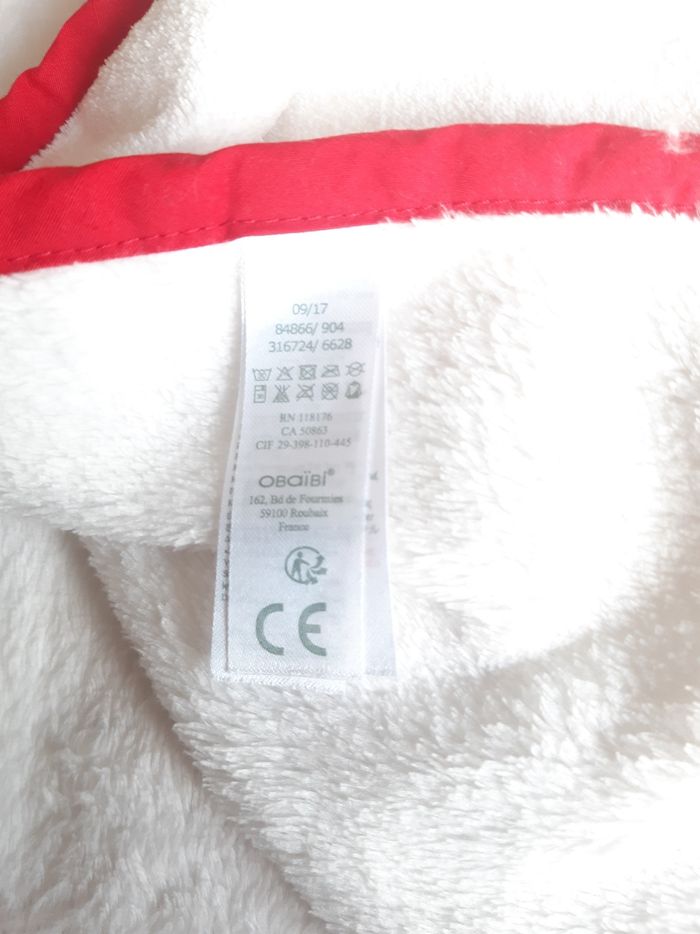 09/17
84866/ 904
316724/ 6628
RN 118176
CA 50863
CIF 29-398-110-445
OBaïBi®
162, Bd de Fourmies
59100 Roubaix
France
CE